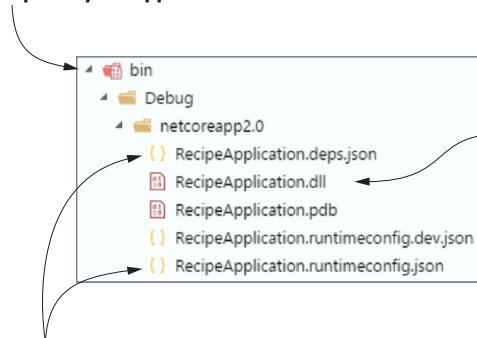 bin
Debug
netcoreapp2.0
RecipeApplication.deps.json
RecipeApplication.dll
RecipeApplication.pdb
RecipeApplication.runtimeconfig.dev.json
RecipeApplication.runtimeconfig.json